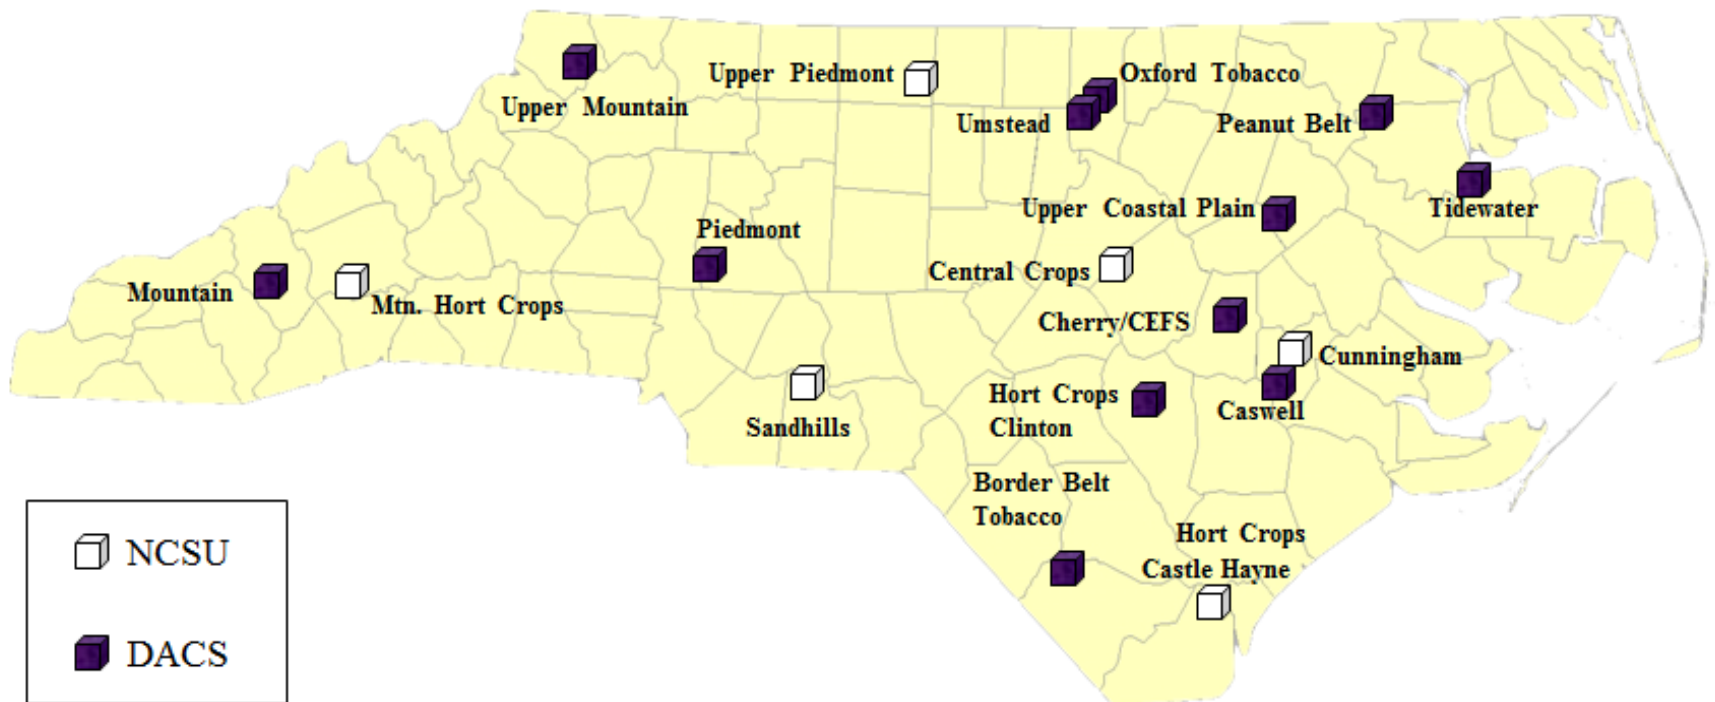 Upper Piedmont
Oxford Tobacco
Upper Mountain
Umstead
Peanut Belt
Upper Coastal Plain
Tidewater
Piedmont
Central Crops
Mountain
Mtn. Hort Crops
Cherry/CEFS
Cunningham
Hort Crops
Clinton
Caswell
Sandhills
Border Belt
Tobacco
Hort Crops
Castle Hayne
NCSU
DACS